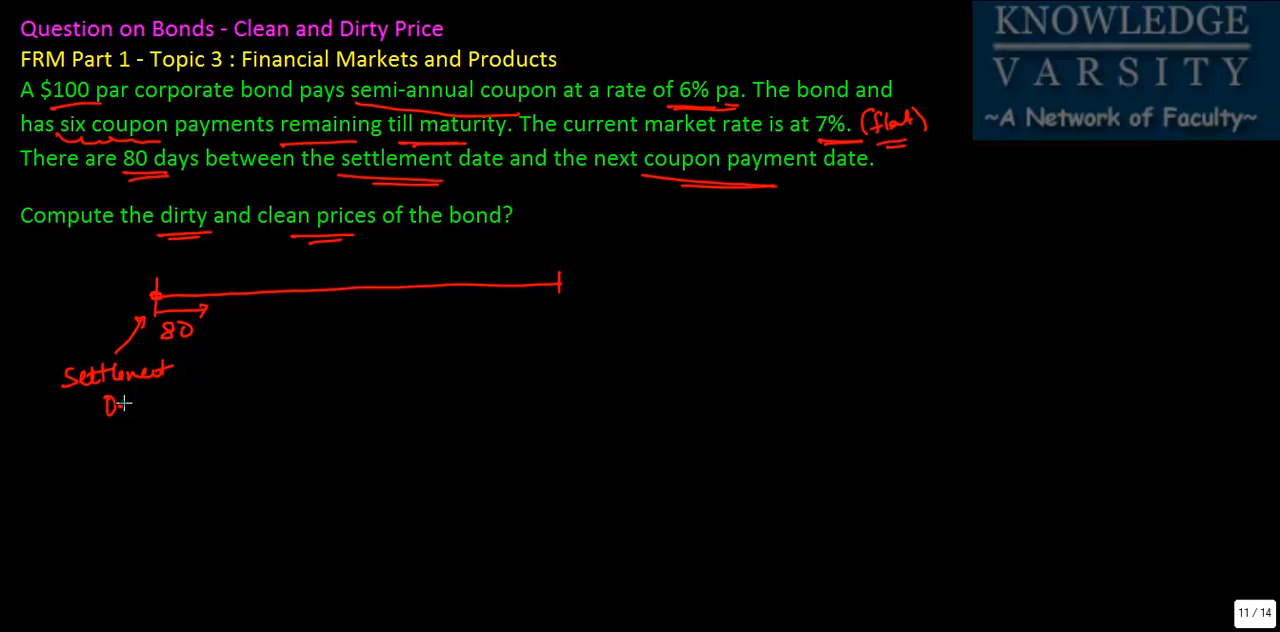 Question on Bonds - Clean and Dirty Price
FRM Part 1 - Topic 3 : Financial Markets and Products
A $100 par corporate bond pays semi-annual coupon at a rate of 6% pa. The bond and
has six coupon payments remaining till maturity. The current market rate is at 7%. (flat)
There are 80 days between the settlement date and the next coupon payment date.
Compute the dirty and clean prices of the bond?
80
Settlement
D
KNOWLEDGE
VARSITY
~A Network of Faculty~
11 / 14